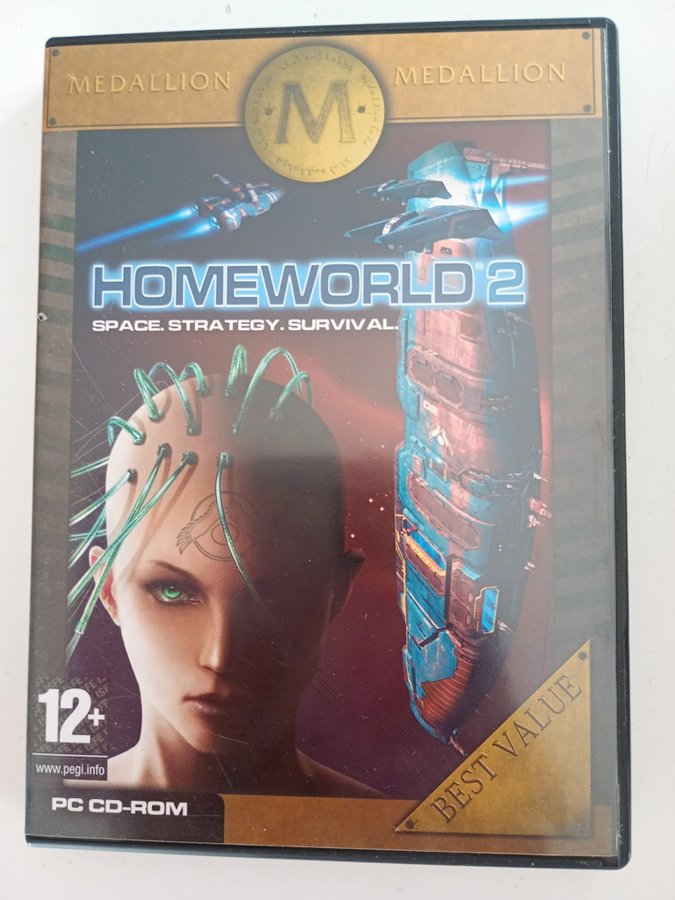 MEDALLION
M
MEDALLION
HOMEWORLD® 2
SPACE. STRATEGY. SURVIVAL.
12+
www.pegi.info
PC CD-ROM
BEST VALUE